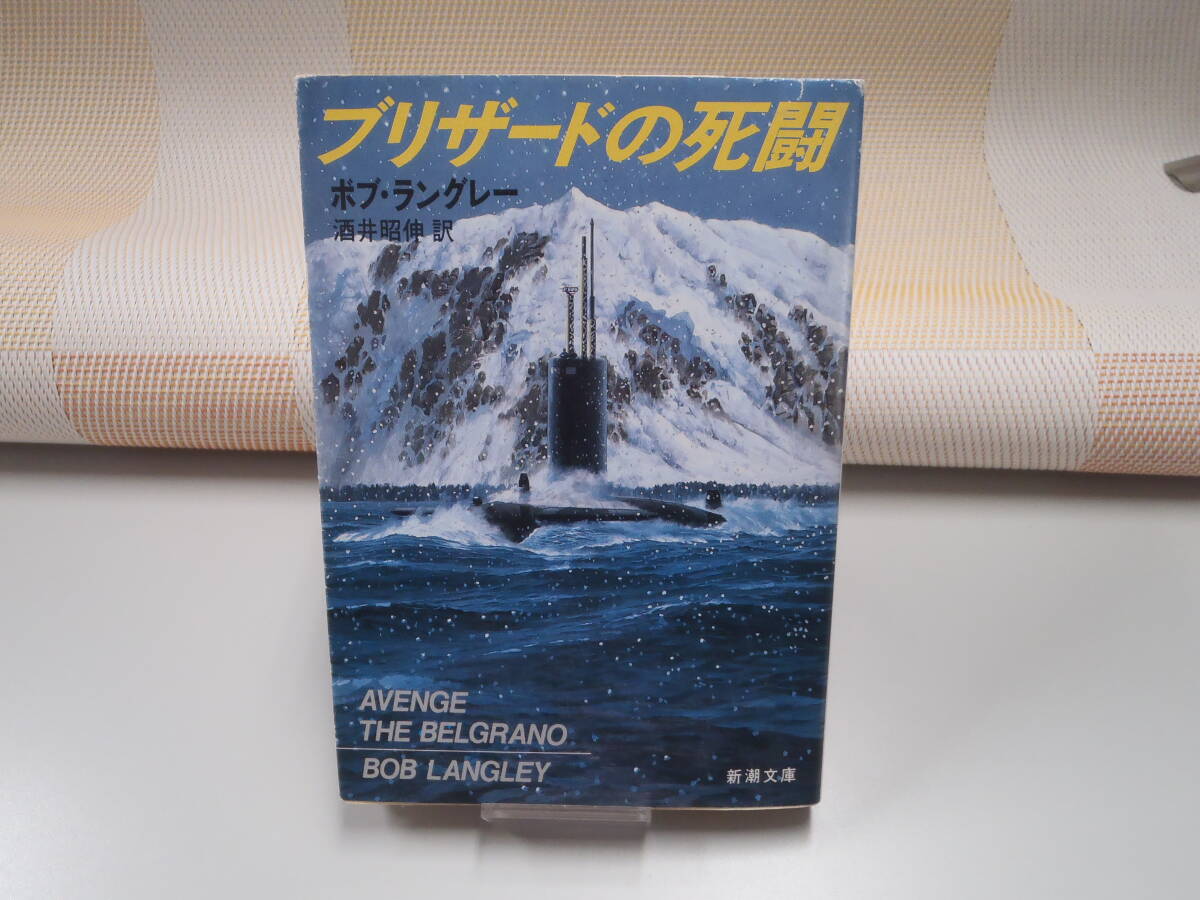 ブリザードの死闘
ボブ・ラングレー
酒井昭伸 訳
AVENGE
THE BELGRANO
BOB LANGLEY
新潮文庫